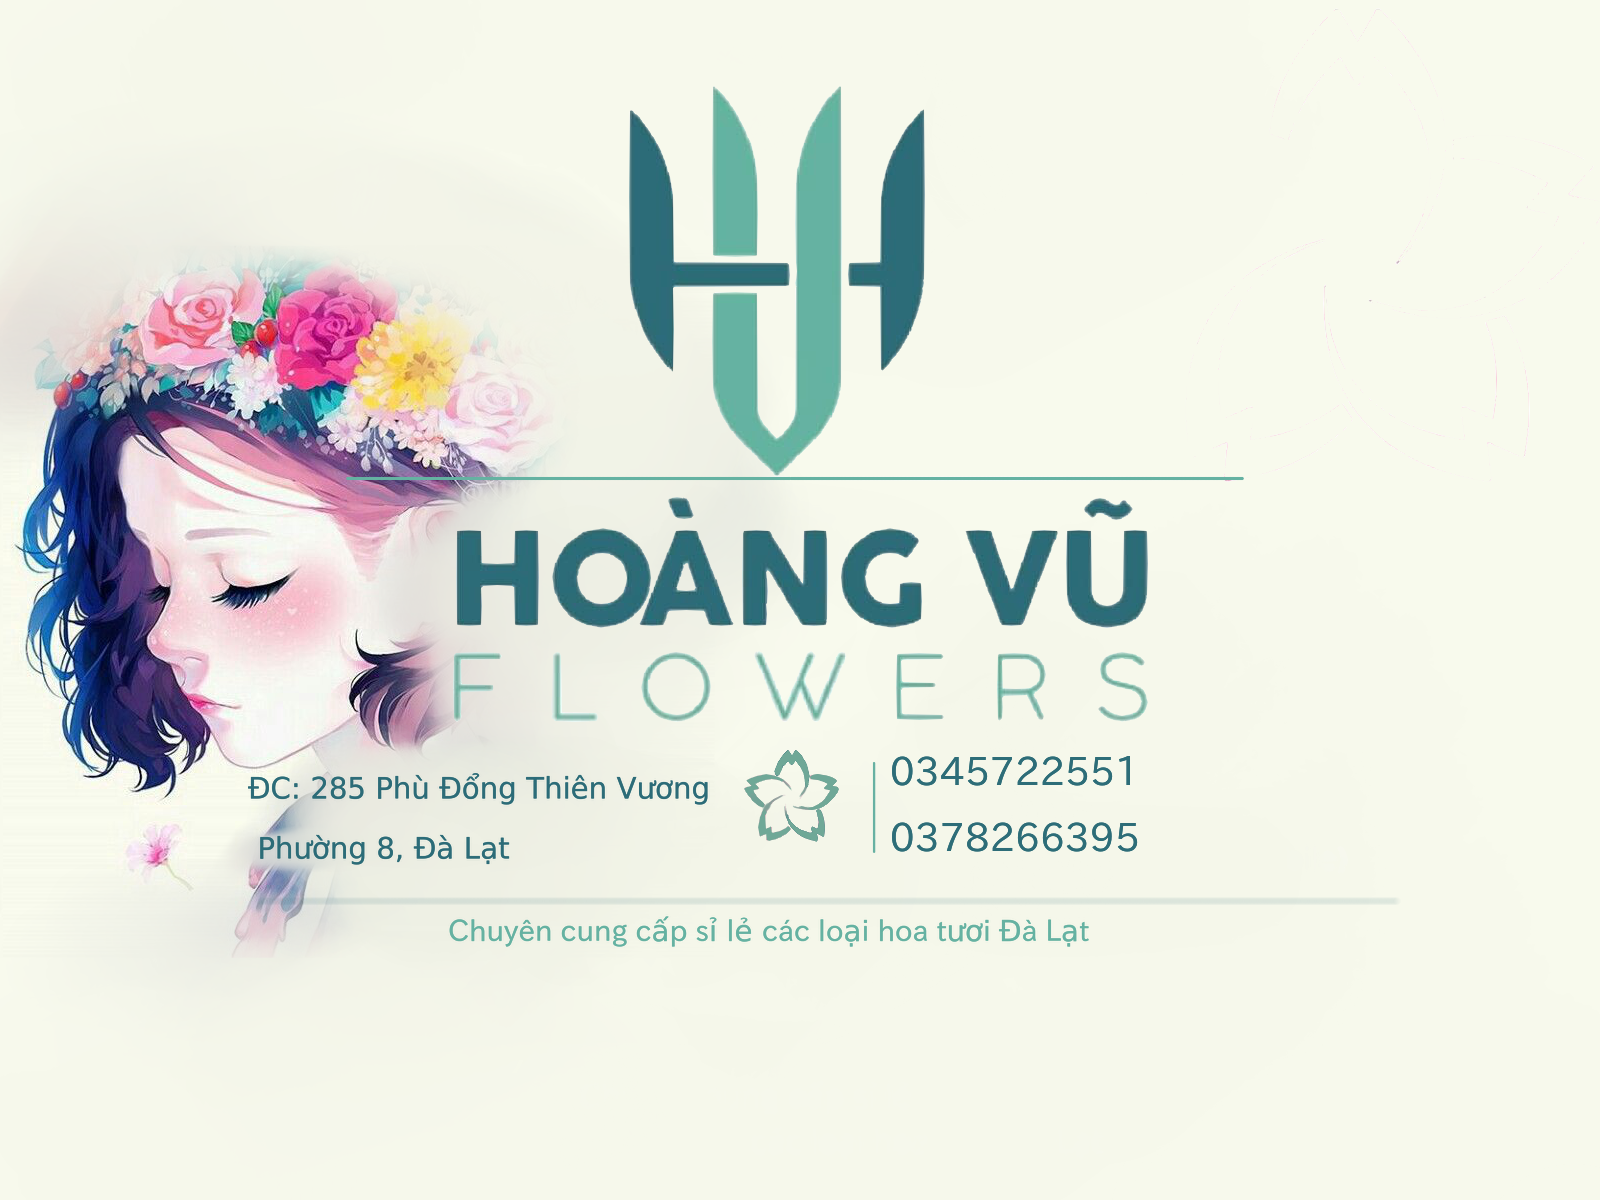 HOÀNG VŨ
FLOWERS
ĐC: 285 Phù Đổng Thiên Vương
Phường 8, Đà Lạt
0345722551
0378266395
Chuyên cung cấp sỉ lẻ các loại hoa tươi Đà Lạt